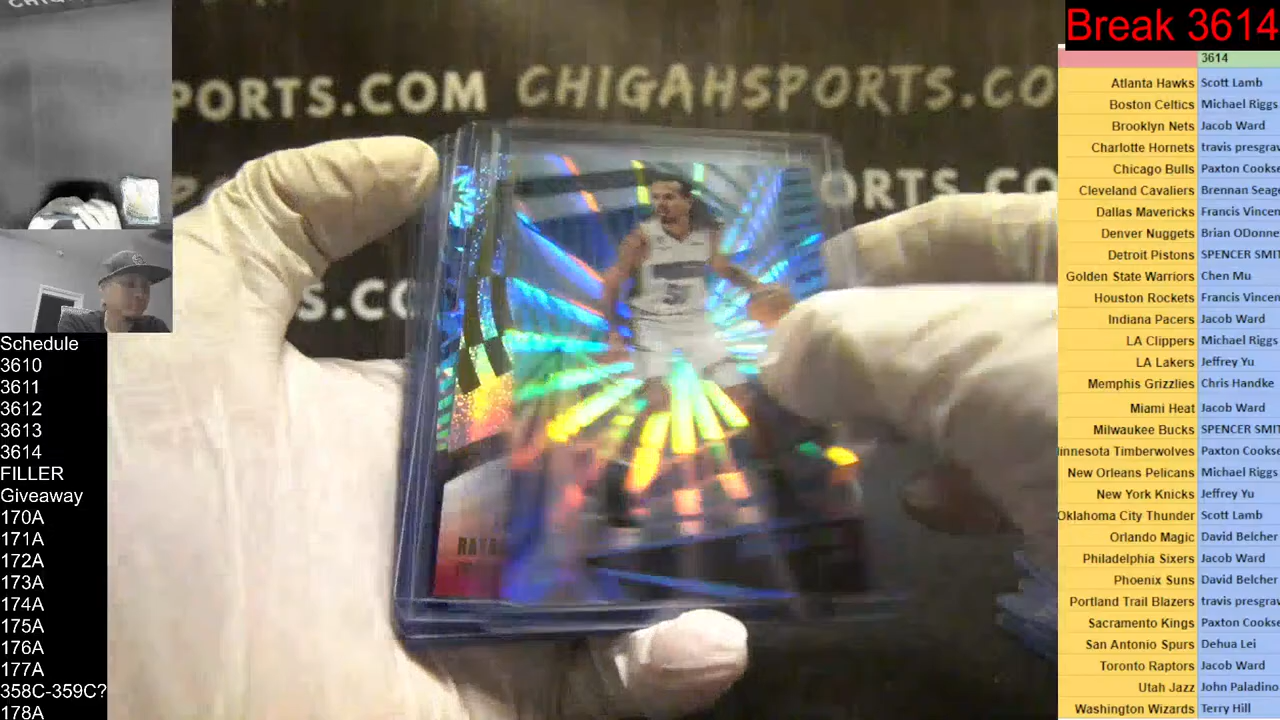 Break 3614
3614
Atlanta Hawks Scott Lamb
Boston Celtics Michael Riggs
Brooklyn Nets Jacob Ward
Charlotte Hornets travis presgrav
Chicago Bulls Paxton Cookse
Cleveland Cavaliers Brennan Seag
Dallas Mavericks Francis Vincen
Denver Nuggets Brian ODonne
Detroit Pistons SPENCER SMIT
Golden State Warriors Chen Mu
Houston Rockets Francis Vincen
Indiana Pacers Jacob Ward
LA Clippers Michael Riggs
LA Lakers Jeffrey Yu
Memphis Grizzlies Chris Handke
Miami Heat Jacob Ward
Milwaukee Bucks SPENCER SMIT
innesota Timberwolves Paxton Cookse
New Orleans Pelicans Michael Riggs
New York Knicks Jeffrey Yu
Oklahoma City Thunder Scott Lamb
Orlando Magic David Belcher
Philadelphia Sixers Jacob Ward
Phoenix Suns David Belcher
Portland Trail Blazers travis presgrav
Sacramento Kings Paxton Cookse
San Antonio Spurs Dehua Lei
Toronto Raptors Jacob Ward
Utah Jazz John Paladino
Washington Wizards Terry Hill
PORTS.COM CHIGAHSPORTS.CO
ORTS.CO
S.CO
5
Schedule
3610
3611
3612
3613
3614
FILLER
Giveaway
170A
171A
172A
173A
174A
175A
176A
177A
358C-359C?
178A